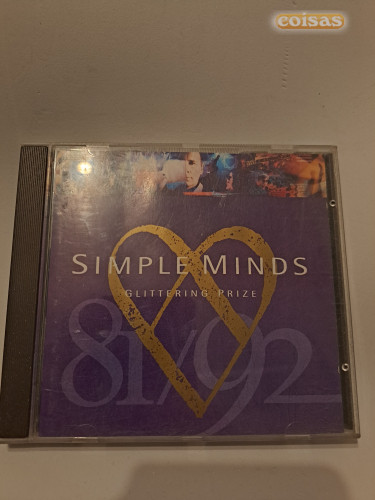 coisas
SIMPLE MINDS
GLITTERING PRIZE
81/92